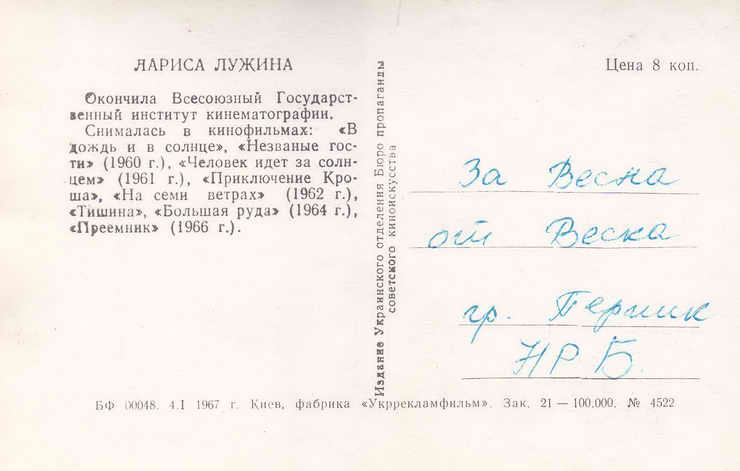 ЛАРИСА ЛУЖИНА
Окончила Всесоюзный Государст-
венный институт кинематографии.
Снималась в кинофильмах: «В
дождь и в солнце», «Незваные гос-
ти» (1960 г.), «Человек идет за солн-
цем» (1961 г.), «Приключение Кро-
ша», «На семи ветрах» (1962 г.),
«Тишина», «Большая руда» (1964 г.),
«Преемник» (1966 г.).
Издание Украинского отделения Бюро пропаганды
советского киноискусства
Цена 8 коп.
За Весна
от Веска
гр. Перник
НРБ.
БФ 00048. 4.I 1967 г. Киев, фабрика «Укррекламфильм». Зак. 21 — 100,000. № 4522